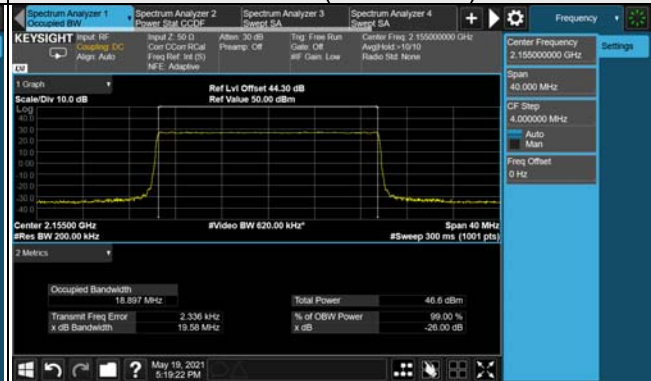 Spectrum Analyzer 1
Occupied BW
Spectrum Analyzer 2
Power Stat CCDF
Spectrum Analyzer 3
Swept SA
Spectrum Analyzer 4
Swept SA
Frequency
KEYSIGHT
Input: RF
Coupling: DC
Align: Auto
Input Z: 50 Ω
Corr CCorr RCal
Freq Ref: Int (S)
NFE: Adaptive
Atten: 30 dB
Preamp: Off
Trig: Free Run
Gate: Off
#IF Gain: Low
Center Freq: 2.155000000 GHz
Avg|Hold:>10/10
Radio Std: None
Center Frequency
2.155000000 GHz
Settings
Span
40.000 MHz
CF Step
4.000000 MHz
Auto
Man
Freq Offset
0 Hz
1 Graph
Scale/Div 10.0 dB
Ref Lvl Offset 44.30 dB
Ref Value 50.00 dBm
Log
40.0
30.0
20.0
10.0
0.00
-10.0
-20.0
-30.0
-40.0
Center 2.15500 GHz
#Res BW 200.00 kHz
#Video BW 620.00 kHz*
Span 40 MHz
#Sweep 300 ms (1001 pts)
2 Metrics
Occupied Bandwidth
18.897 MHz
Total Power
46.6 dBm
Transmit Freq Error
2.336 kHz
% of OBW Power
99.00 %
x dB Bandwidth
19.58 MHz
x dB
-26.00 dB
May 19, 2021
5:19:22 PM